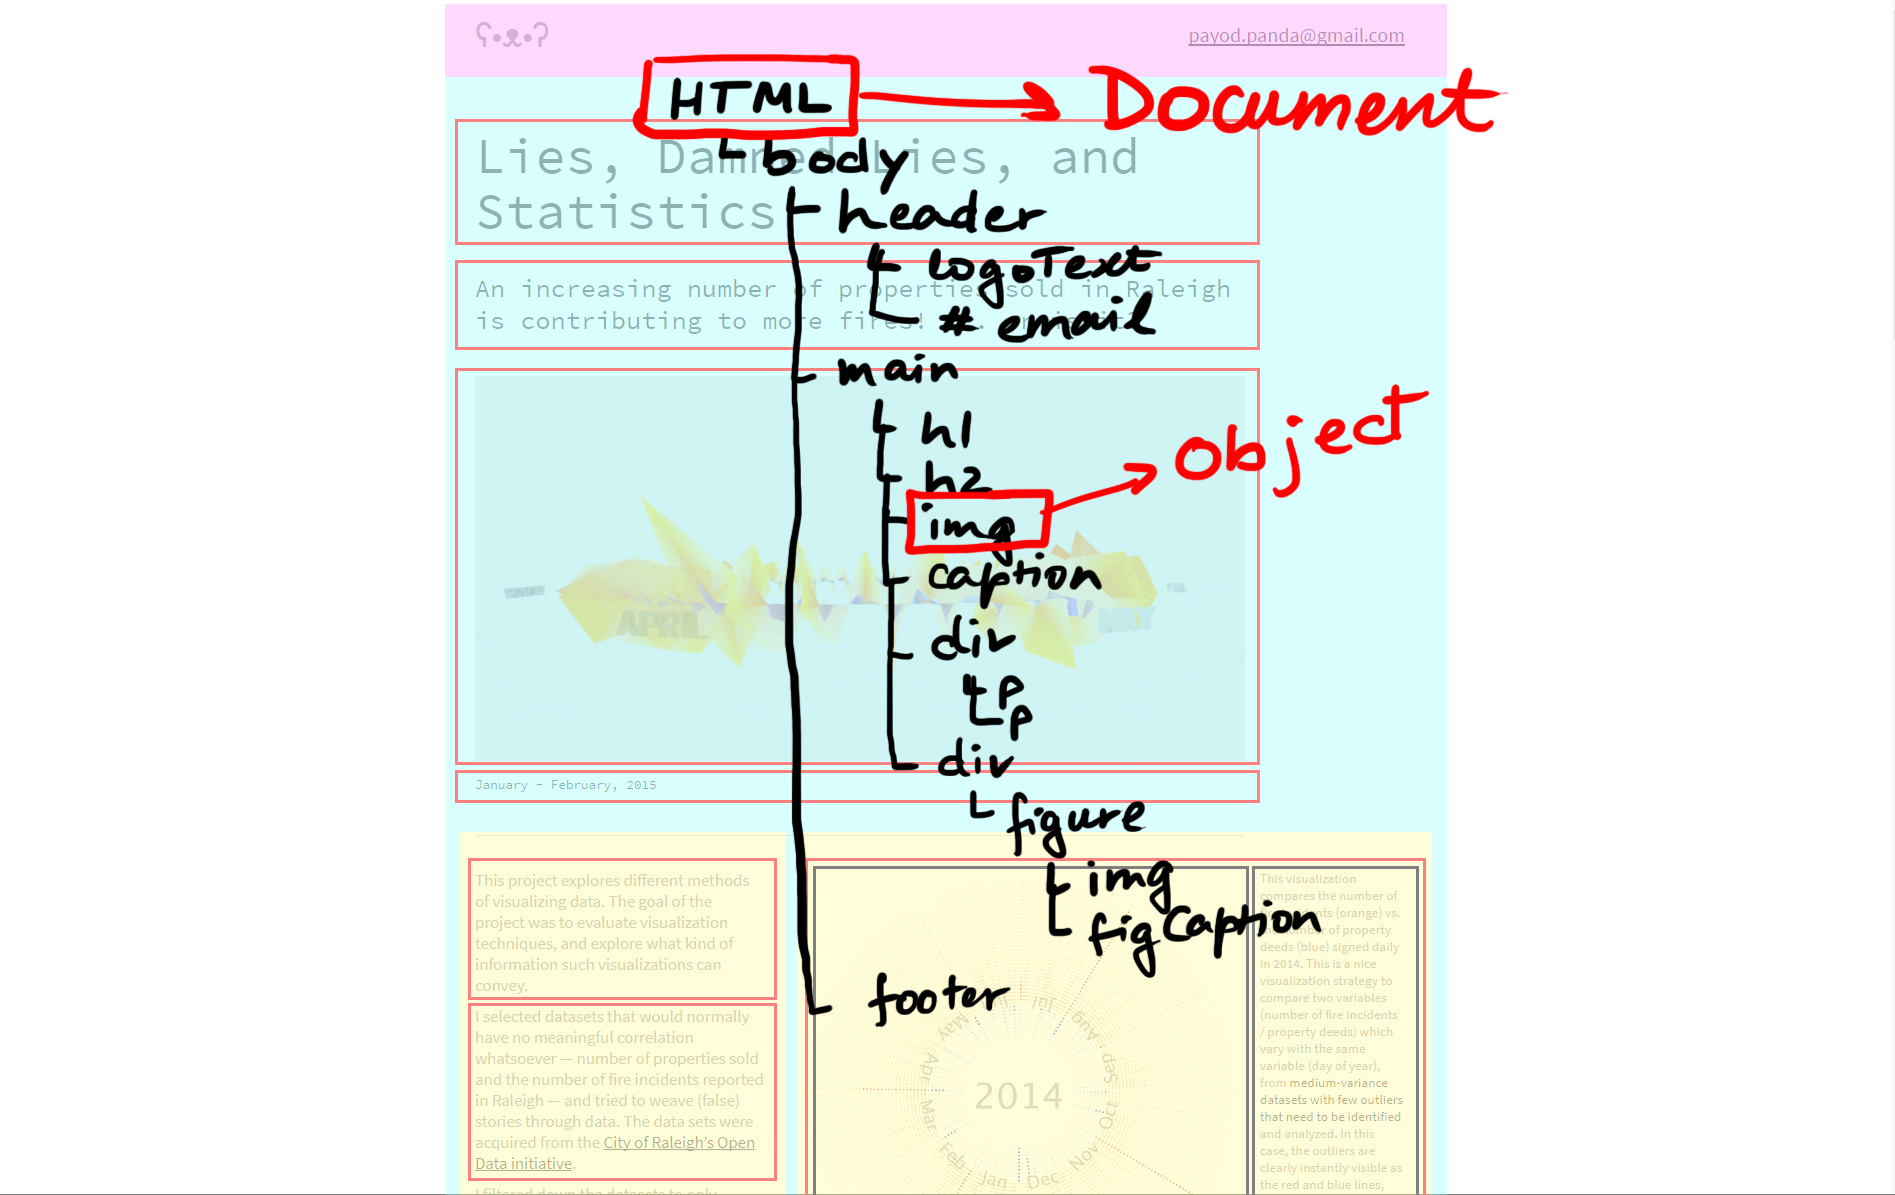 ʕ•ᴥ•ʔ
payod.panda@gmail.com
HTML
Document
body
header
logoText
# email
main
h1
h2
img
Object
caption
div
p
p
div
figure
img
figCaption
footer
Lies, Damned Lies, and
Statistics
An increasing number of properties sold in Raleigh
is contributing to more fires!
APRIL
MAY
January - February, 2015
This project explores different methods
of visualizing data. The goal of the
project was to evaluate visualization
techniques, and explore what kind of
information such visualizations can
convey.
I selected datasets that would normally
have no meaningful correlation
whatsoever — number of properties sold
and the number of fire incidents reported
in Raleigh — and tried to weave (false)
stories through data. The data sets were
acquired from the City of Raleigh's Open
Data initiative.
I filtered down the datasets to only
2014
Jan
Feb
Mar
Apr
May
Jul
Aug
Sep
Oct
Nov
Dec
This visualization
compares the number of
fire incidents (orange) vs.
the number of property
deeds (blue) signed daily
in 2014. This is a nice
visualization strategy to
compare two variables
(number of fire incidents
/ property deeds) which
vary with the same
variable (day of year),
from medium-variance
datasets with few outliers
that need to be identified
and analyzed. In this
case, the outliers are
clearly instantly visible as
the red and blue lines,